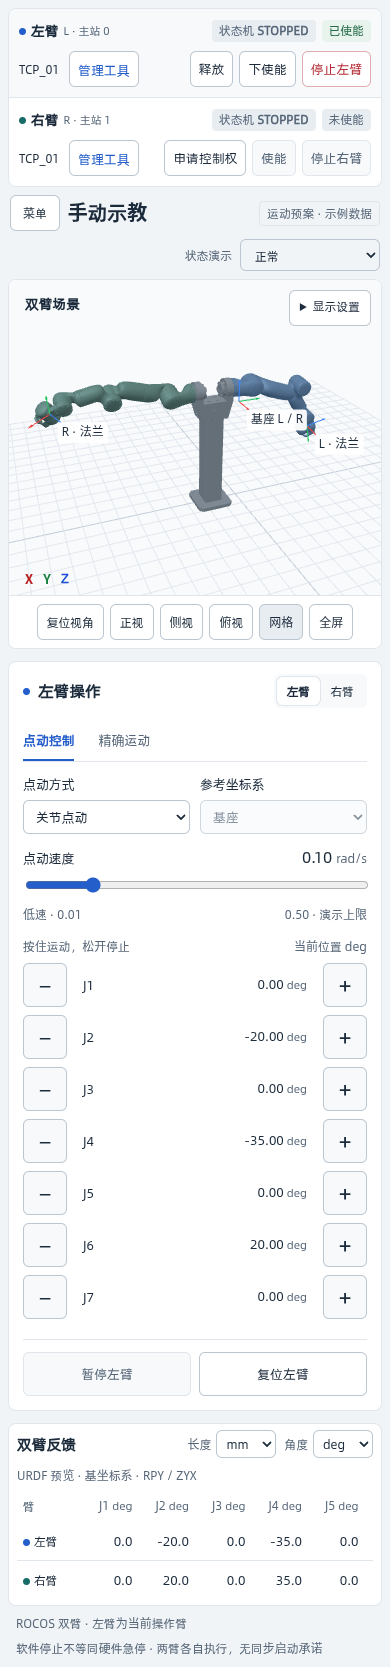 左臂 L · 主站 0 状态机 STOPPED 已使能
TCP_01 管理工具 释放 下使能 停止左臂
右臂 R · 主站 1 状态机 STOPPED 未使能
TCP_01 管理工具 申请控制权 使能 停止右臂
菜单 手动示教 运动预案 · 示例数据
状态演示 正常
双臂场景 ▶ 显示设置
基座 L / R
R · 法兰
L · 法兰
X Y Z
复位视角 正视 侧视 俯视 网格 全屏
左臂操作 左臂 右臂
点动控制 精确运动
点动方式 参考坐标系
关节点动 基座
点动速度 0.10 rad/s
低速 · 0.01 0.50 · 演示上限
按住运动，松开停止 当前位置 deg
− J1 0.00 deg +
− J2 -20.00 deg +
− J3 0.00 deg +
− J4 -35.00 deg +
− J5 0.00 deg +
− J6 20.00 deg +
− J7 0.00 deg +
暂停左臂 复位左臂
双臂反馈 长度 mm 角度 deg
URDF 预览 · 基坐标系 · RPY / ZYX
臂 J1 deg J2 deg J3 deg J4 deg J5 deg
左臂 0.0 -20.0 0.0 -35.0 0.0
右臂 0.0 20.0 0.0 35.0 0.0
ROCOS 双臂 · 左臂为当前操作臂
软件停止不等同硬件急停 · 两臂各自执行，无同步启动承诺